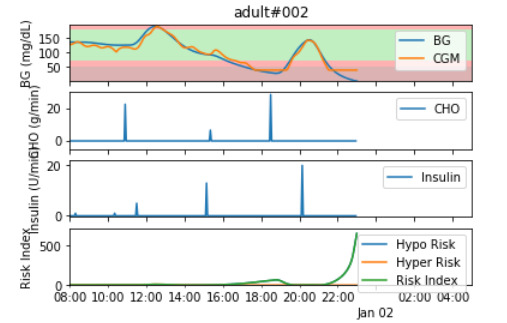 adult#002
BG (mg/dL)
150
100
50
BG
CGM
CHO (g/min)
20
0
CHO
Insulin (U/min)
20
0
Insulin
Risk Index
500
0
Hypo Risk
Hyper Risk
Risk Index
08:00 10:00 12:00 14:00 16:00 18:00 20:00 22:00 02:00 04:00
Jan 02